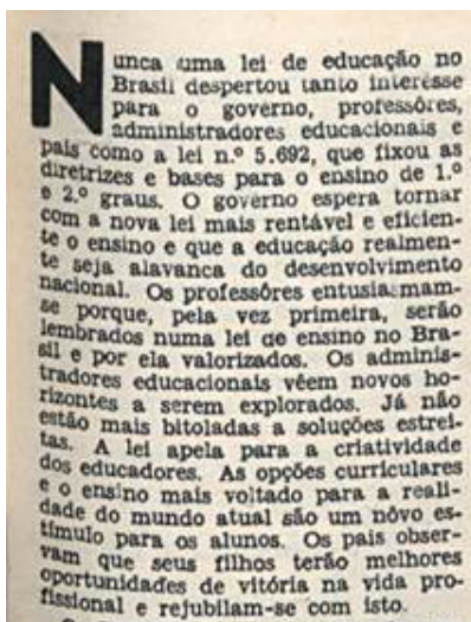 Nunca uma lei de educação no
Brasil despertou tanto interêsse
para o governo, professôres,
administradores educacionais e
pais como a lei n.º 5.692, que fixou as
diretrizes e bases para o ensino de 1.º
e 2.º graus. O governo espera tornar
com a nova lei mais rentável e eficien-
te o ensino e que a educação realmen-
te seja alavanca do desenvolvimento
nacional. Os professôres entusiasmam-
se porque, pela vez primeira, serão
lembrados numa lei de ensino no Bra-
sil e por ela valorizados. Os adminis-
tradores educacionais vêem novos ho-
rizontes a serem explorados. Já não
estão mais bitoladas a soluções estrei-
tas. A lei apela para a criatividade
dos educadores. As opções curriculares
e o ensino mais voltado para a reali-
dade do mundo atual são um nôvo es-
tímulo para os alunos. Os pais obser-
vam que seus filhos terão melhores
oportunidades de vitória na vida pro-
fissional e rejubilam-se com isto.